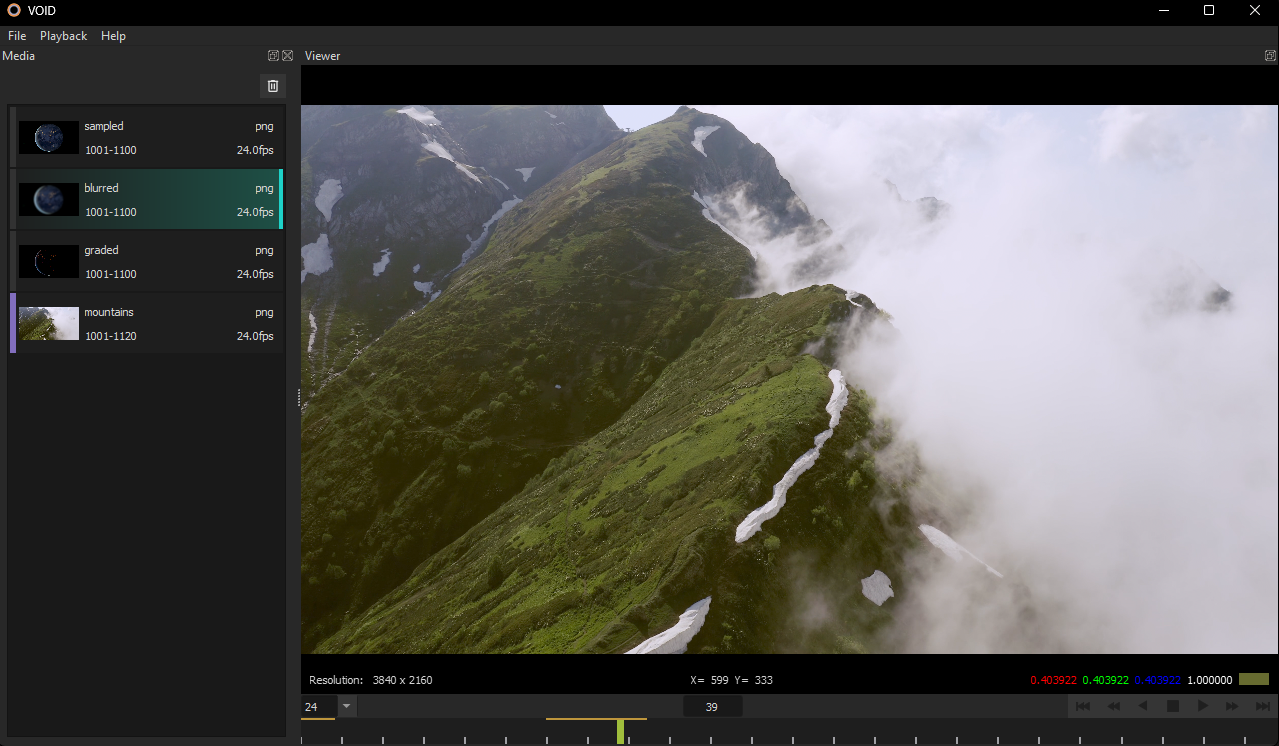 VOID
File Playback Help
Media
Viewer
sampled png
1001-1100 24.0fps
blurred png
1001-1100 24.0fps
graded png
1001-1100 24.0fps
mountains png
1001-1120 24.0fps
Resolution: 3840 x 2160 X= 599 Y= 333 0.403922 0.403922 0.403922 1.000000
24 39